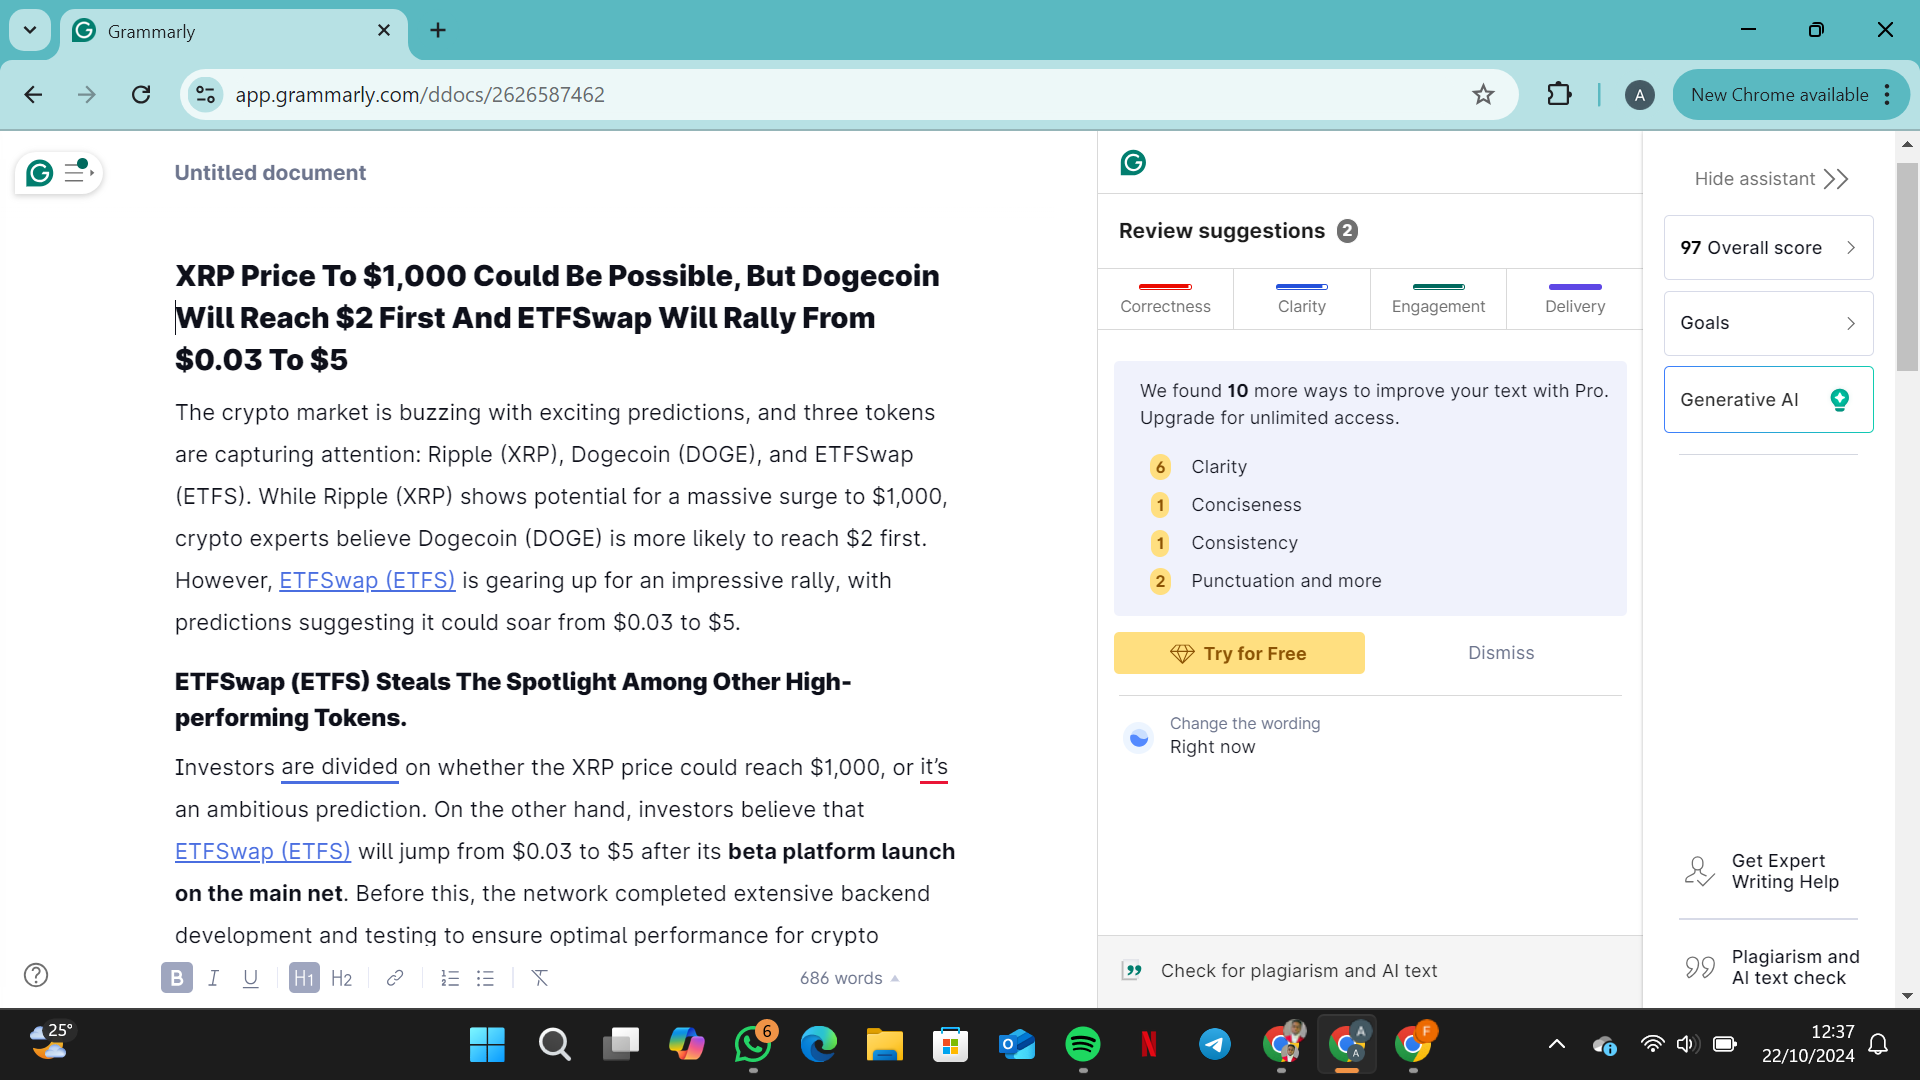 Grammarly
app.grammarly.com/ddocs/2626587462
A
New Chrome available
Untitled document
XRP Price To $1,000 Could Be Possible, But Dogecoin
Will Reach $2 First And ETFSwap Will Rally From
$0.03 To $5
The crypto market is buzzing with exciting predictions, and three tokens
are capturing attention: Ripple (XRP), Dogecoin (DOGE), and ETFSwap
(ETFS). While Ripple (XRP) shows potential for a massive surge to $1,000,
crypto experts believe Dogecoin (DOGE) is more likely to reach $2 first.
However, ETFSwap (ETFS) is gearing up for an impressive rally, with
predictions suggesting it could soar from $0.03 to $5.
ETFSwap (ETFS) Steals The Spotlight Among Other High-
performing Tokens.
Investors are divided on whether the XRP price could reach $1,000, or it's
an ambitious prediction. On the other hand, investors believe that
ETFSwap (ETFS) will jump from $0.03 to $5 after its beta platform launch
on the main net. Before this, the network completed extensive backend
development and testing to ensure optimal performance for crypto
B I U H1 H2
686 words
Review suggestions 2
Correctness
Clarity
Engagement
Delivery
We found 10 more ways to improve your text with Pro.
Upgrade for unlimited access.
6 Clarity
1 Conciseness
1 Consistency
2 Punctuation and more
Try for Free
Dismiss
Change the wording
Right now
Check for plagiarism and AI text
Hide assistant
97 Overall score
Goals
Generative AI
Get Expert
Writing Help
Plagiarism and
AI text check
25°
6
A
A
F
12:37
22/10/2024